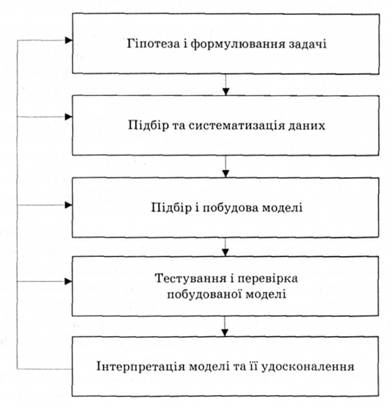 Гіпотеза і формулювання задачі
Підбір та систематизація даних
Підбір і побудова моделі
Тестування і перевірка
побудованої моделі
Інтерпретація моделі та її удосконалення